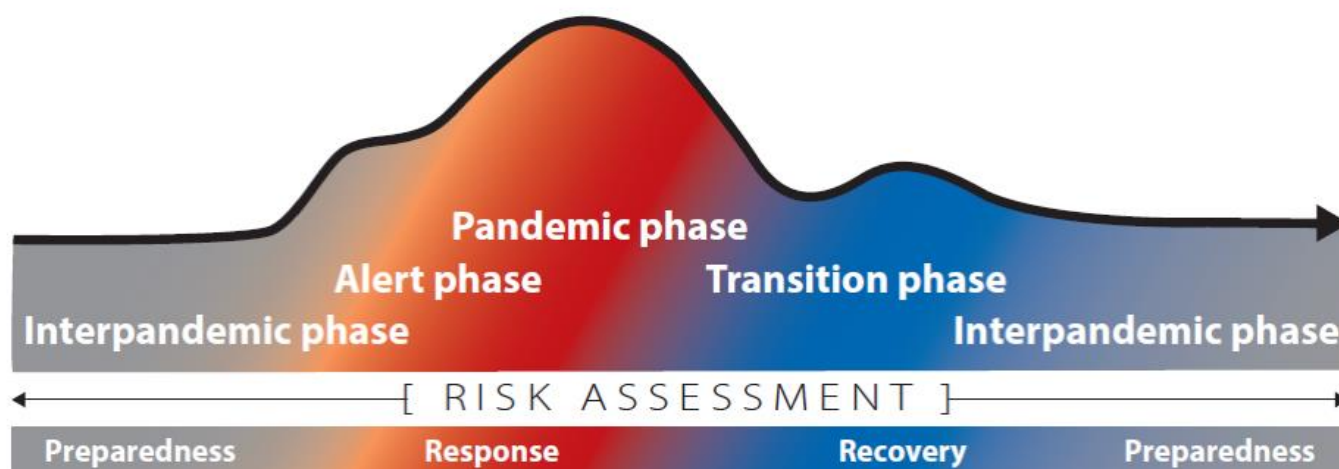 Pandemic phase
Alert phase Transition phase
Interpandemic phase Interpandemic phase
[ RISK ASSESSMENT ]
Preparedness Response Recovery Preparedness